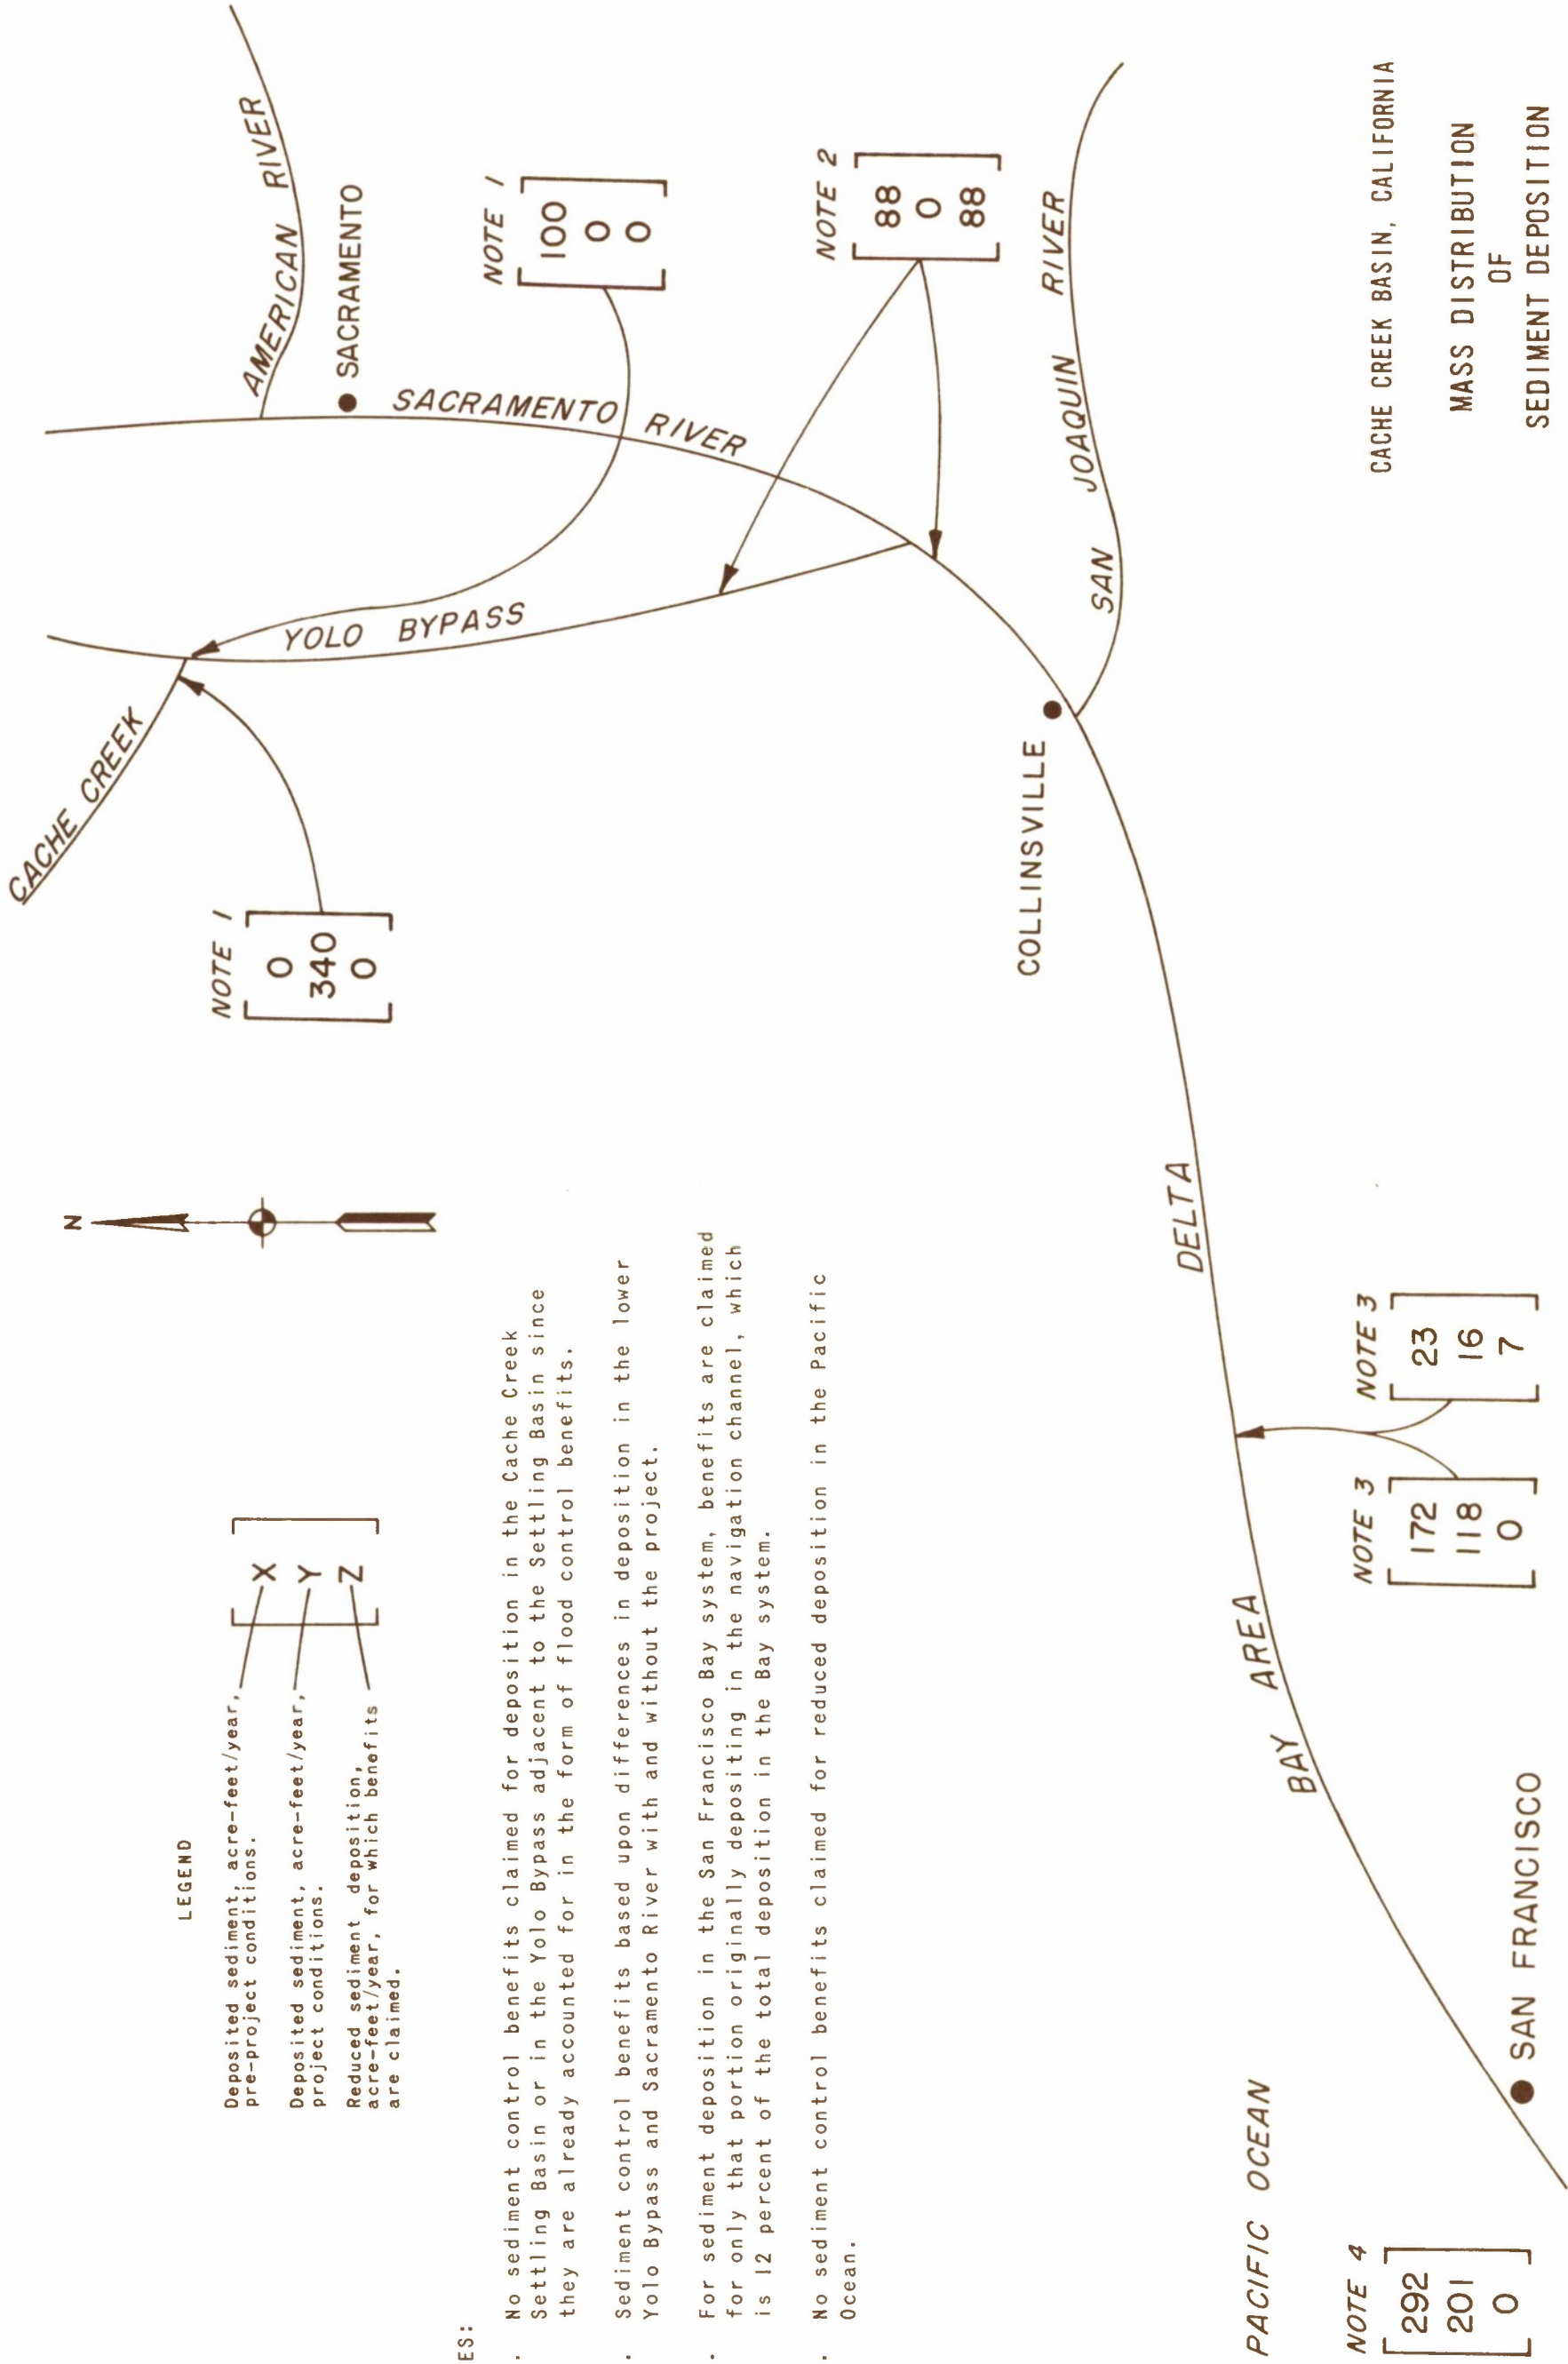 LEGEND
Deposited sediment, acre-feet/year,
pre-project conditions.
Deposited sediment, acre-feet/year,
project conditions.
Reduced sediment deposition,
acre-feet/year, for which benefits
are claimed.
X
Y
Z
N
ES:
. No sediment control benefits claimed for deposition in the Cache Creek
Settling Basin or in the Yolo Bypass adjacent to the Settling Basin since
they are already accounted for in the form of flood control benefits.
. Sediment control benefits based upon differences in deposition in the lower
Yolo Bypass and Sacramento River with and without the project.
. For sediment deposition in the San Francisco Bay system, benefits are claimed
for only that portion originally depositing in the navigation channel, which
is 12 percent of the total deposition in the Bay system.
. No sediment control benefits claimed for reduced deposition in the Pacific
Ocean.
CACHE CREEK
NOTE 1
0
340
0
YOLO BYPASS
AMERICAN RIVER
SACRAMENTO
SACRAMENTO RIVER
NOTE 1
100
0
0
NOTE 2
88
0
88
COLLINSVILLE
SAN JOAQUIN RIVER
DELTA
BAY AREA
NOTE 3
172
118
0
NOTE 3
23
16
7
PACIFIC OCEAN
NOTE 4
292
201
0
SAN FRANCISCO
CACHE CREEK BASIN, CALIFORNIA
MASS DISTRIBUTION
OF
SEDIMENT DEPOSITION